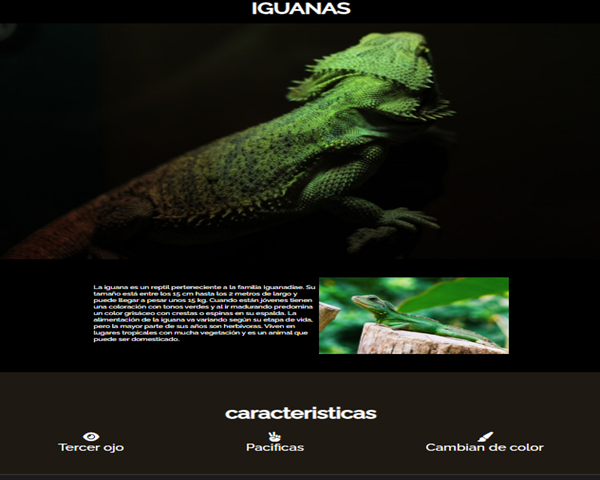 IGUANAS
La iguana es un reptil perteneciente a la familia Iguanadiae. Su
tamaño está entre los 15 cm hasta los 2 metros de largo y
puede llegar a pesar unos 15 kg. Cuando están jóvenes tienen
una coloración con tonos verdes y al ir madurando predomina
un color grisáceo con crestas o espinas en su espalda. La
alimentación de la iguana va variando según su etapa de vida,
pero la mayor parte de sus años son herbívoras. Viven en
lugares tropicales con mucha vegetación y es un animal que
puede ser domesticado.
caracteristicas
Tercer ojo
Pacificas
Cambian de color